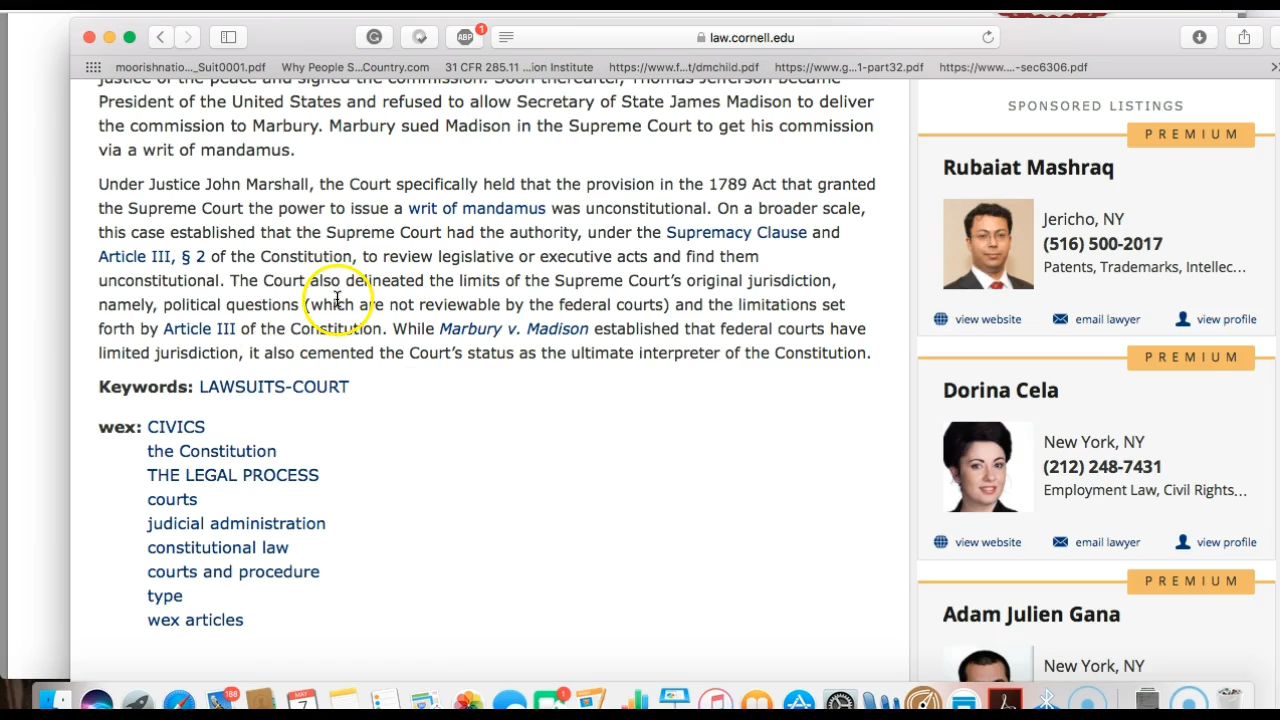 1
law.cornell.edu
moorishnatio..._Suit0001.pdf
Why People S...Country.com
31 CFR 285.11 ...ion Institute
https://www.f...t/dmchild.pdf
https://www.g...1-part32.pdf
https://www....-sec6306.pdf
President of the United States and refused to allow Secretary of State James Madison to deliver
the commission to Marbury. Marbury sued Madison in the Supreme Court to get his commission
via a writ of mandamus.
Under Justice John Marshall, the Court specifically held that the provision in the 1789 Act that granted
the Supreme Court the power to issue a writ of mandamus was unconstitutional. On a broader scale,
this case established that the Supreme Court had the authority, under the Supremacy Clause and
Article III, § 2 of the Constitution, to review legislative or executive acts and find them
unconstitutional. The Court also delineated the limits of the Supreme Court's original jurisdiction,
namely, political questions (which are not reviewable by the federal courts) and the limitations set
forth by Article III of the Constitution. While Marbury v. Madison established that federal courts have
limited jurisdiction, it also cemented the Court's status as the ultimate interpreter of the Constitution.
Keywords: LAWSUITS-COURT
wex: CIVICS
the Constitution
THE LEGAL PROCESS
courts
judicial administration
constitutional law
courts and procedure
type
wex articles
SPONSORED LISTINGS
PREMIUM
Rubaiat Mashraq
Jericho, NY
(516) 500-2017
Patents, Trademarks, Intellec...
view website
email lawyer
view profile
PREMIUM
Dorina Cela
New York, NY
(212) 248-7431
Employment Law, Civil Rights...
view website
email lawyer
view profile
PREMIUM
Adam Julien Gana
New York, NY
186
MAY
7
1